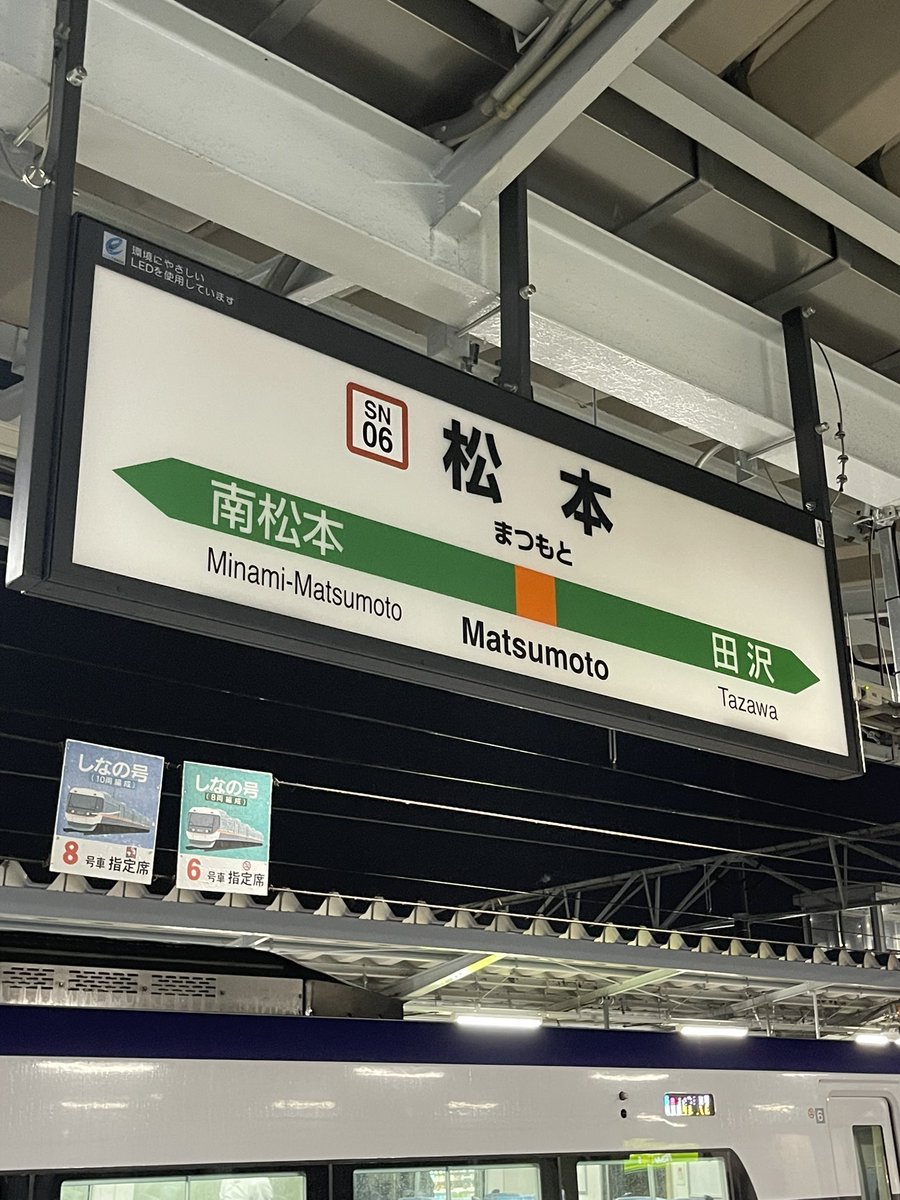 環境にやさしい
LEDを使用しています
SN
06
松本
まつもと
南松本
Minami-Matsumoto
Matsumoto
田沢
Tazawa
しなの号
(10両編成)
8号車 指定席
しなの号
(8両編成)
6号車 指定席
6